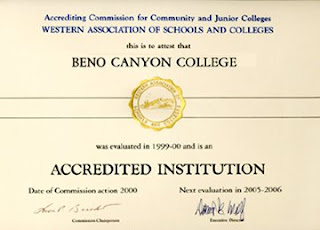 Accrediting Commission for Community and Junior Colleges
WESTERN ASSOCIATION OF SCHOOLS AND COLLEGES
this is to attest that
BENO CANYON COLLEGE
was evaluated in 1999-00 and is an
ACCREDITED INSTITUTION
Date of Commission action 2000
Next evaluation in 2005-2006
Commission Chairperson
Executive Director